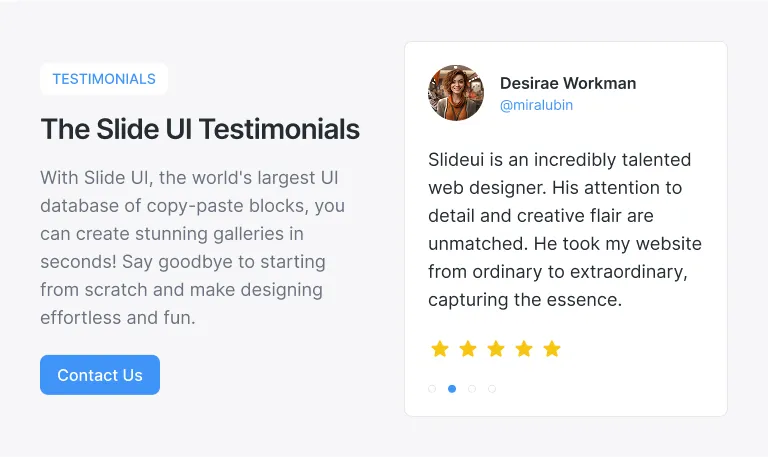 TESTIMONIALS
The Slide UI Testimonials
With Slide UI, the world's largest UI
database of copy-paste blocks, you
can create stunning galleries in
seconds! Say goodbye to starting
from scratch and make designing
effortless and fun.
Contact Us
Desirae Workman
@miralubin
Slideui is an incredibly talented
web designer. His attention to
detail and creative flair are
unmatched. He took my website
from ordinary to extraordinary,
capturing the essence.